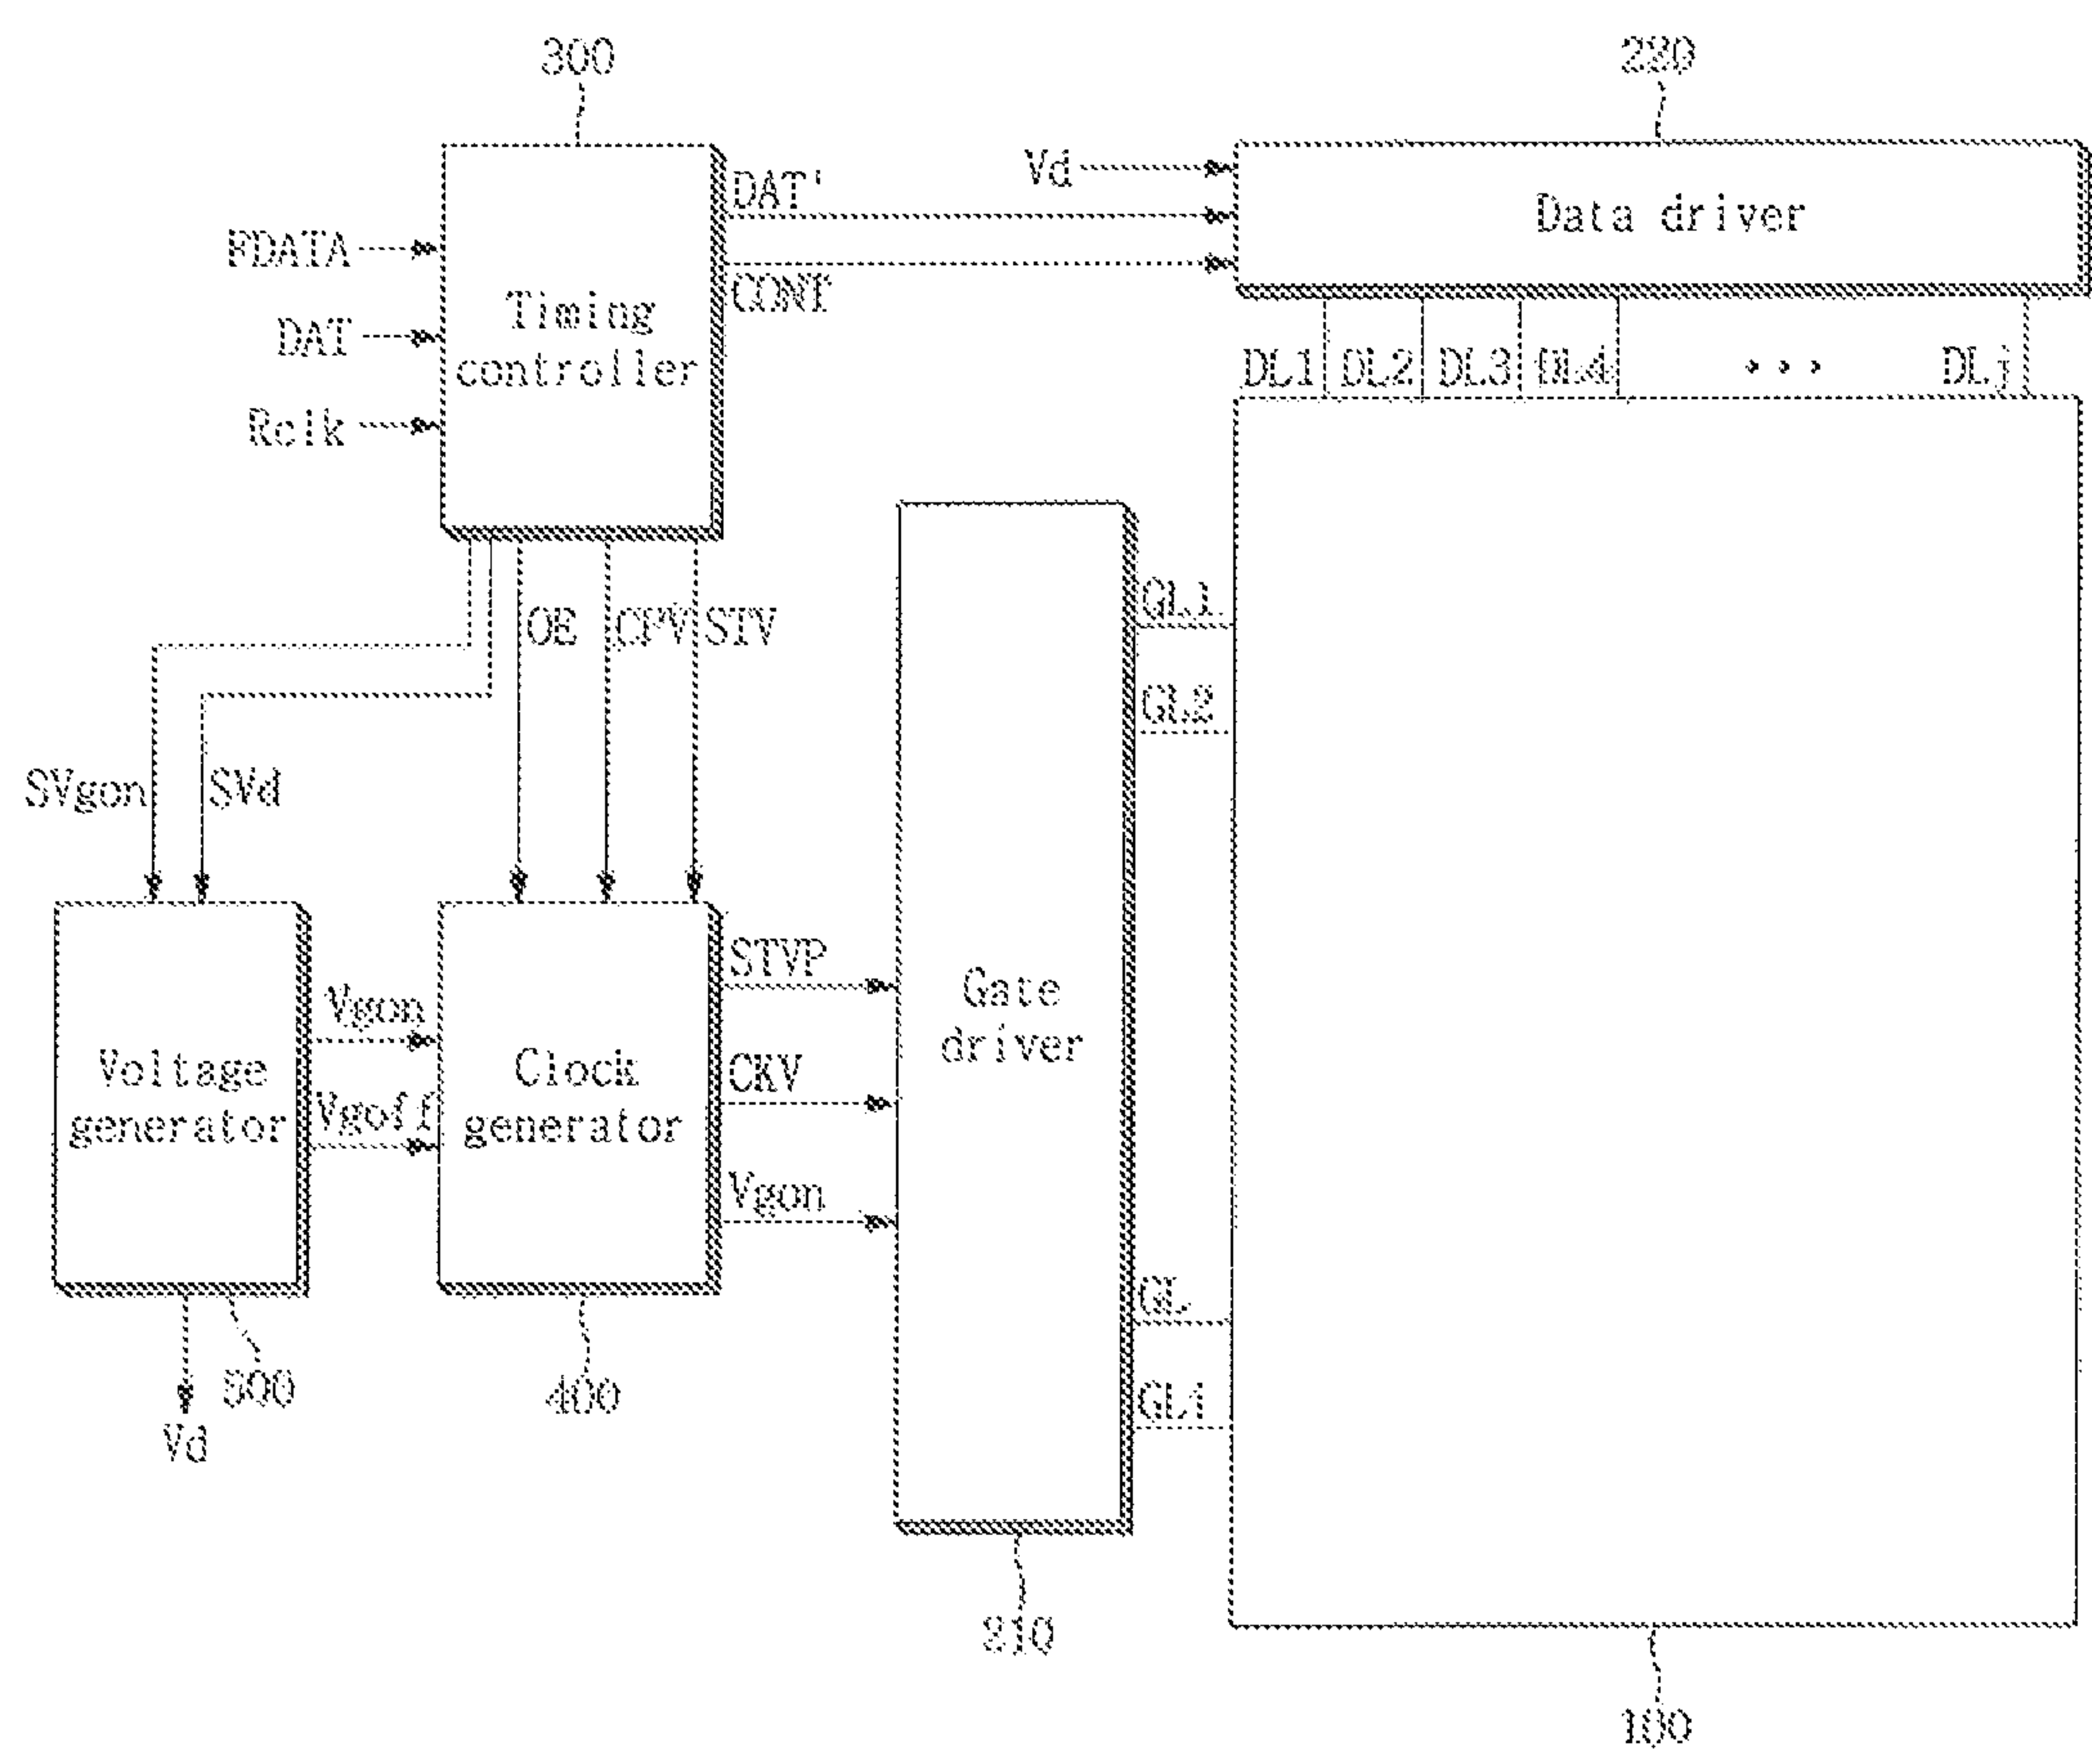 300
220
Vd
DAT'
Data driver
FDATA
CONT
Timing
controller
DAT
Rclk
DL1 DL2 DL3 DL4 ••• DLj
OE CPV STV
GL1
GL2
SVgon SVd
STVP
Vgon
Gate
driver
Voltage
generator
Clock
generator
CKV
Vgoff
Vgon
GL
GLi
500
400
Vd
210
100